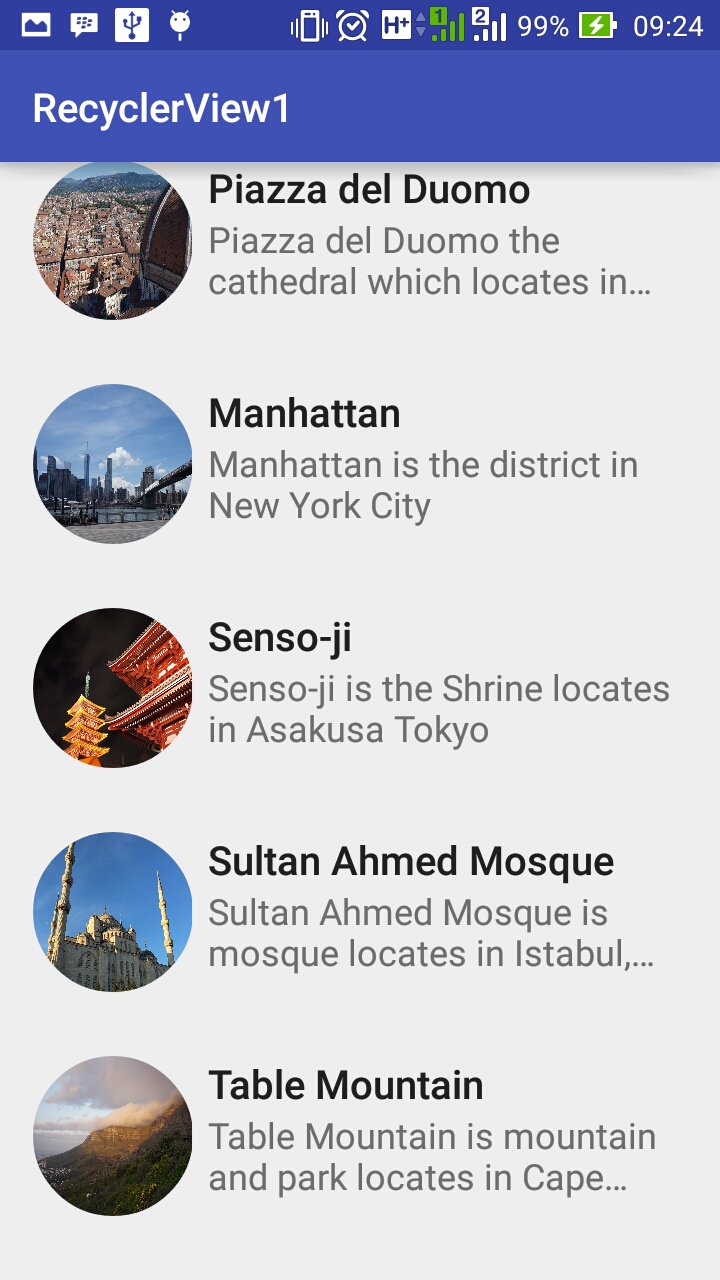 H+ 1 2 99% 09:24
RecyclerView1
Piazza del Duomo
Piazza del Duomo the
cathedral which locates in…
Manhattan
Manhattan is the district in
New York City
Senso-ji
Senso-ji is the Shrine locates
in Asakusa Tokyo
Sultan Ahmed Mosque
Sultan Ahmed Mosque is
mosque locates in Istabul,…
Table Mountain
Table Mountain is mountain
and park locates in Cape…